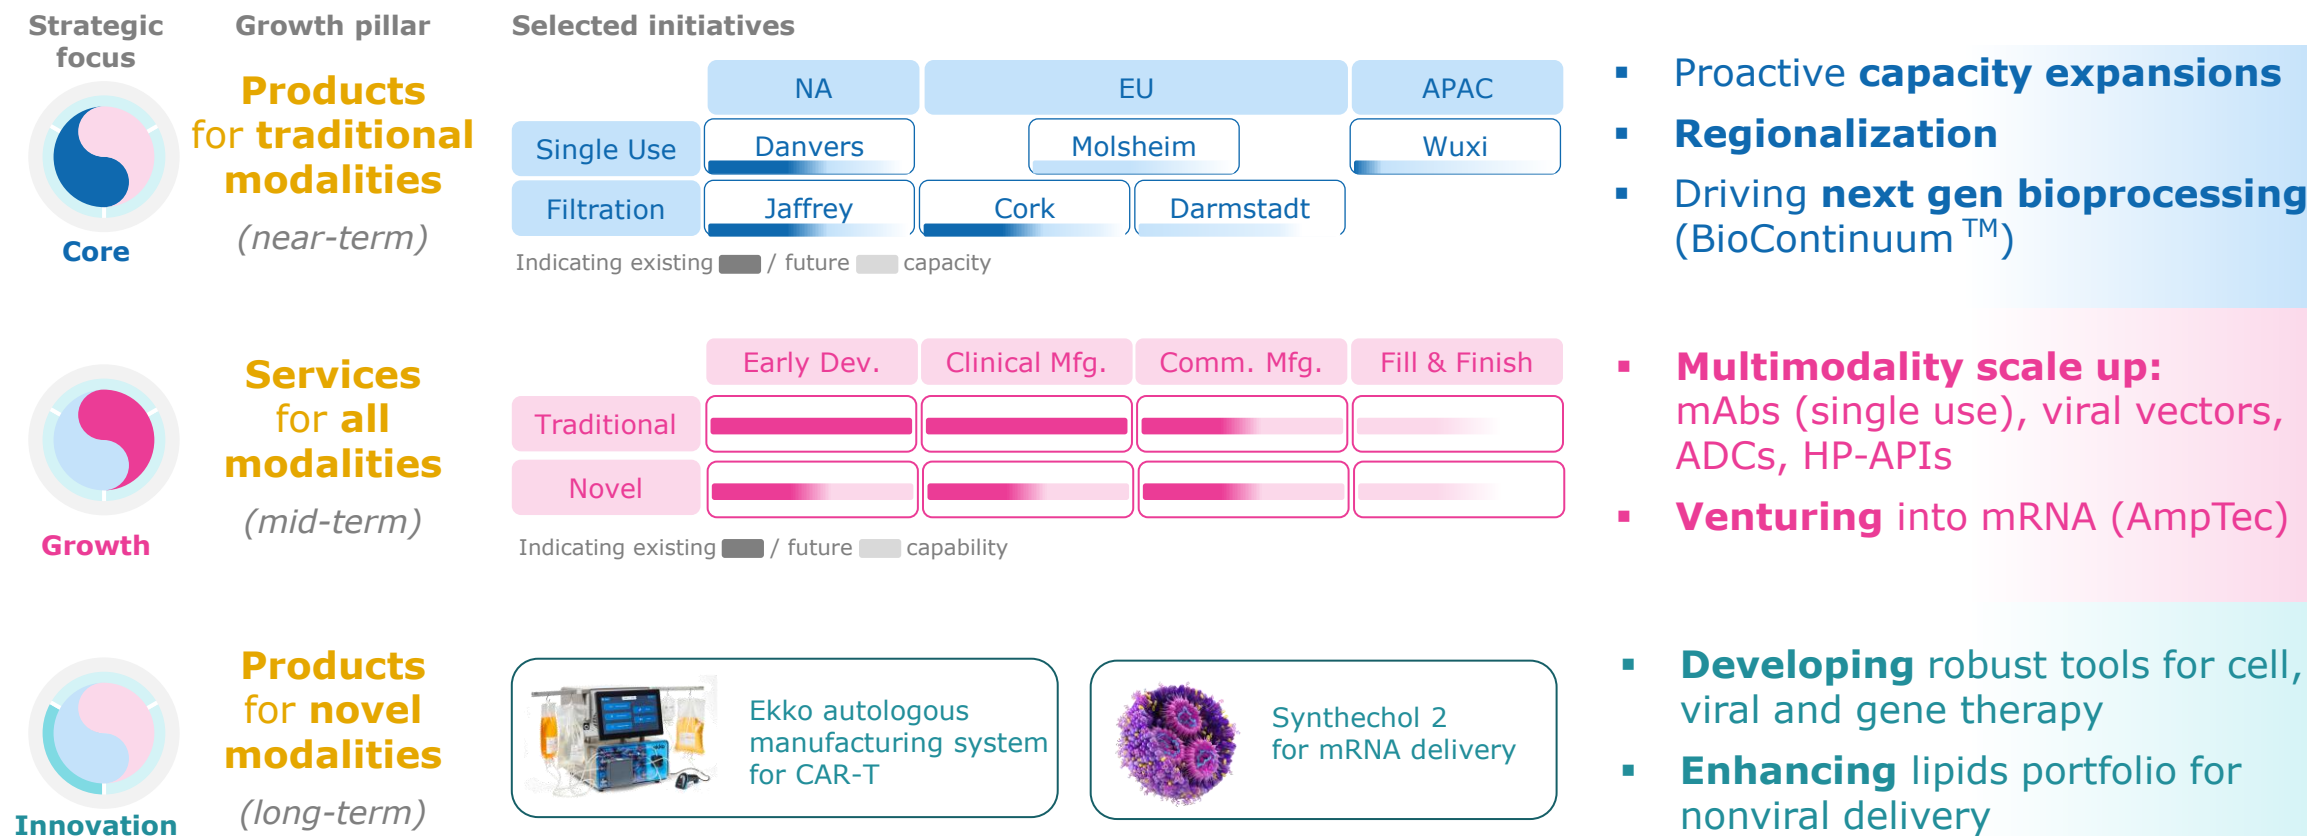 Strategic
focus
Growth pillar
Selected initiatives
Core
Products
for traditional
modalities
(near-term)
NA
EU
APAC
Single Use
Danvers
Molsheim
Wuxi
Filtration
Jaffrey
Cork
Darmstadt
Indicating existing / future capacity
▪ Proactive capacity expansions
▪ Regionalization
▪ Driving next gen bioprocessing
(BioContinuum TM)
Growth
Services
for all
modalities
(mid-term)
Early Dev.
Clinical Mfg.
Comm. Mfg.
Fill & Finish
Traditional
Novel
Indicating existing / future capability
▪ Multimodality scale up:
mAbs (single use), viral vectors,
ADCs, HP-APIs
▪ Venturing into mRNA (AmpTec)
Innovation
Products
for novel
modalities
(long-term)
Ekko autologous
manufacturing system
for CAR-T
Synthechol 2
for mRNA delivery
▪ Developing robust tools for cell,
viral and gene therapy
▪ Enhancing lipids portfolio for
nonviral delivery